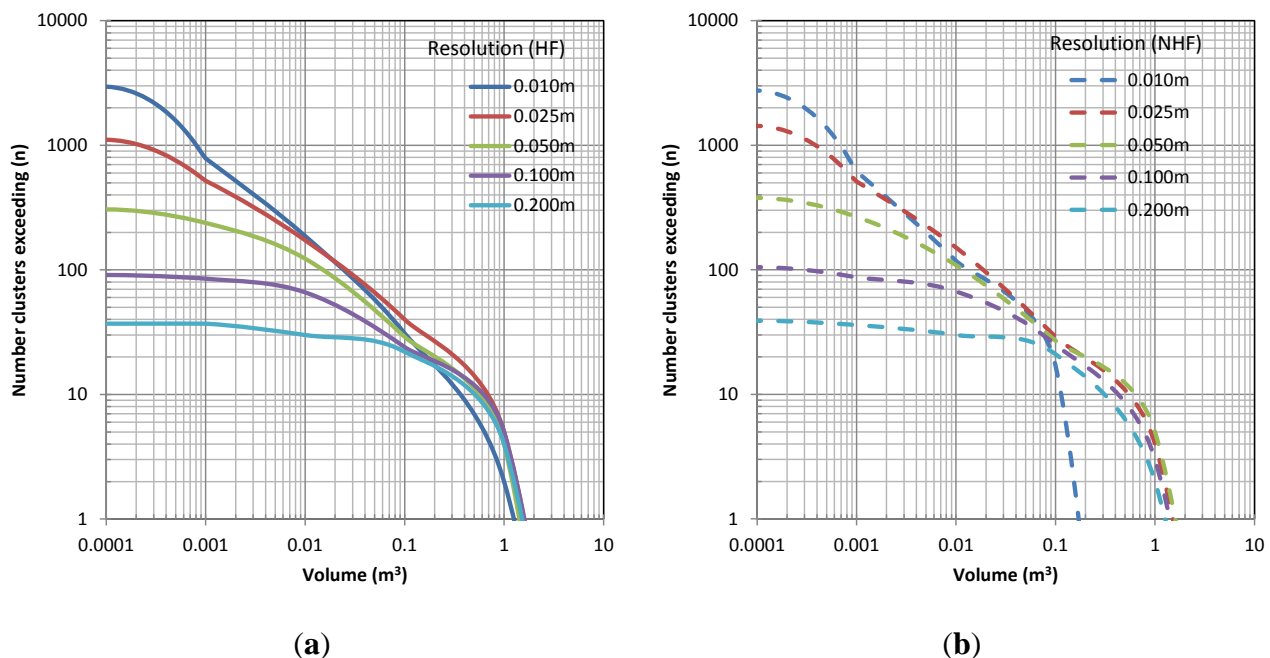 10000
1000
100
10
1
Number clusters exceeding (n)
Resolution (HF)
0.010m
0.025m
0.050m
0.100m
0.200m
0.0001 0.001 0.01 0.1 1 10
Volume (m³)
(a)
10000
1000
100
10
1
Number clusters exceeding (n)
Resolution (NHF)
0.010m
0.025m
0.050m
0.100m
0.200m
0.0001 0.001 0.01 0.1 1 10
Volume (m³)
(b)